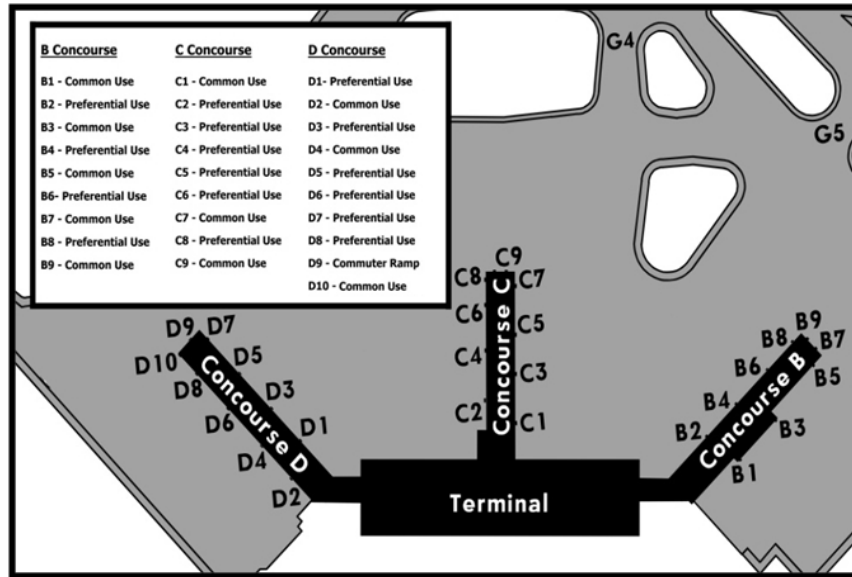 B Concourse
B1 - Common Use
B2 - Preferential Use
B3 - Common Use
B4 - Preferential Use
B5 - Common Use
B6- Preferential Use
B7 - Common Use
B8 - Preferential Use
B9 - Common Use
C Concourse
C1 - Common Use
C2 - Preferential Use
C3 - Preferential Use
C4 - Preferential Use
C5 - Preferential Use
C6 - Preferential Use
C7 - Common Use
C8 - Preferential Use
C9 - Common Use
D Concourse
D1- Preferential Use
D2 - Common Use
D3 - Preferential Use
D4 - Common Use
D5 - Preferential Use
D6 - Preferential Use
D7 - Preferential Use
D8 - Preferential Use
D9 - Commuter Ramp
D10 - Common Use
G4
G5
D9
D7
D10
D5
D8
D3
D6
D1
D4
D2
Concourse D
C9
C8
C7
C6
C5
C4
C3
C2
C1
Concourse C
B9
B8
B7
B6
B5
B4
B3
B2
B1
Concourse B
Terminal